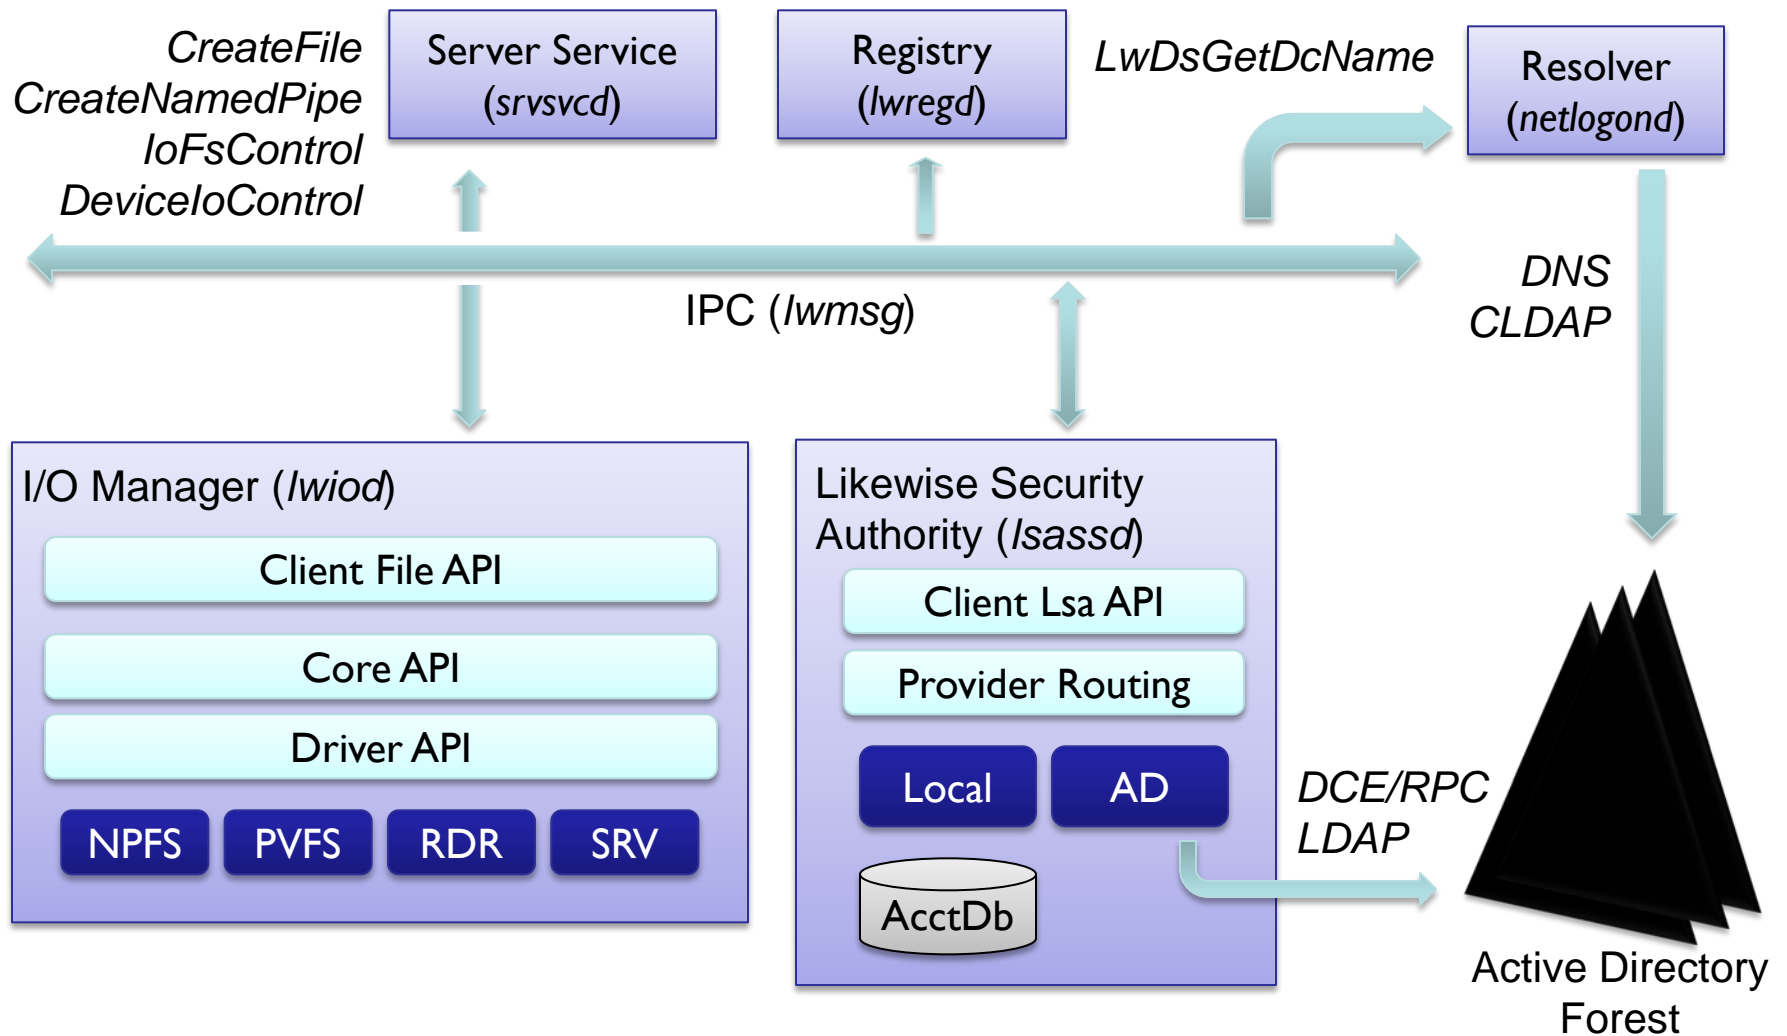 CreateFile
CreateNamedPipe
IoFsControl
DeviceIoControl
Server Service
(srvsvcd)
Registry
(lwregd)
LwDsGetDcName
Resolver
(netlogond)
IPC (lwmsg)
DNS
CLDAP
I/O Manager (lwiod)
Client File API
Core API
Driver API
NPFS
PVFS
RDR
SRV
Likewise Security
Authority (lsassd)
Client Lsa API
Provider Routing
Local
AD
AcctDb
DCE/RPC
LDAP
Active Directory
Forest